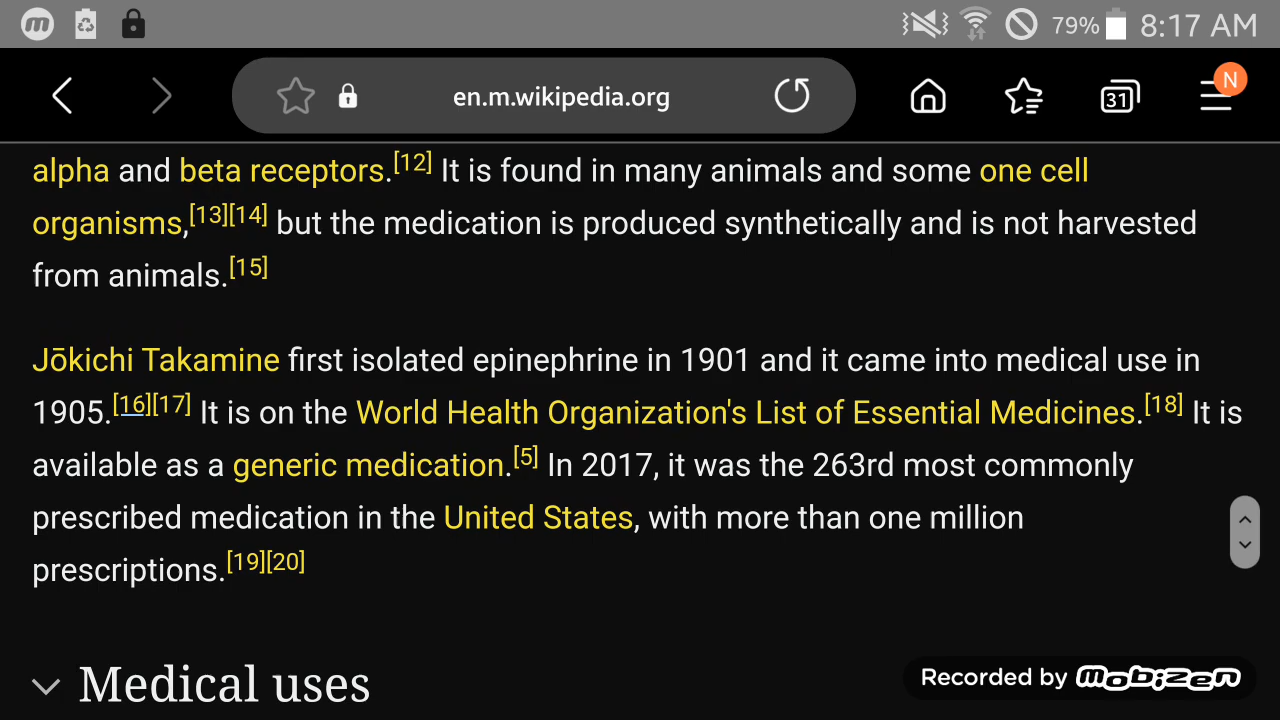 79% 8:17 AM
en.m.wikipedia.org 31 N
alpha and beta receptors.[12] It is found in many animals and some one cell
organisms,[13][14] but the medication is produced synthetically and is not harvested
from animals.[15]
Jōkichi Takamine first isolated epinephrine in 1901 and it came into medical use in
1905.[16][17] It is on the World Health Organization's List of Essential Medicines.[18] It is
available as a generic medication.[5] In 2017, it was the 263rd most commonly
prescribed medication in the United States, with more than one million
prescriptions.[19][20]
Medical uses
Recorded by mobizen